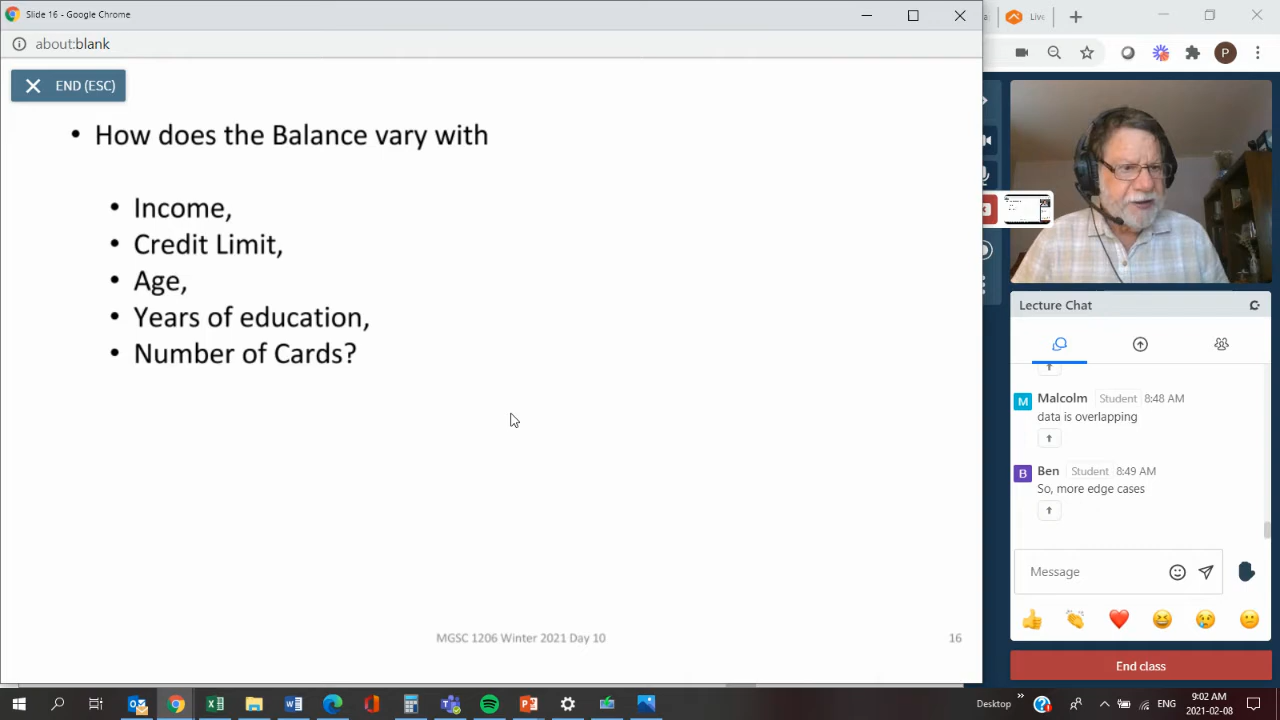 Slide 16 - Google Chrome
Live
about:blank
P
END (ESC)
• How does the Balance vary with
• Income,
• Credit Limit,
• Age,
• Years of education,
• Number of Cards?
MGSC 1206 Winter 2021 Day 10
16
Lecture Chat
M Malcolm Student 8:48 AM
data is overlapping
B Ben Student 8:49 AM
So, more edge cases
Message
End class
Desktop
ENG
9:02 AM
2021-02-08